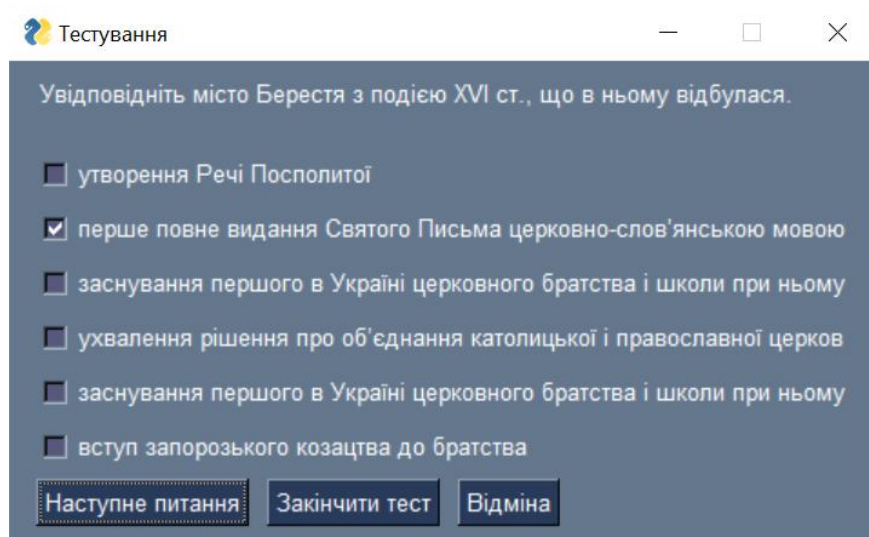 Тестування
Увідповідніть місто Берестя з подією XVI ст., що в ньому відбулася.
утворення Речі Посполитої
перше повне видання Святого Письма церковно-слов'янською мовою
заснування першого в Україні церковного братства і школи при ньому
ухвалення рішення про об'єднання католицької і православної церков
заснування першого в Україні церковного братства і школи при ньому
вступ запорозького козацтва до братства
Наступне питання Закінчити тест Відміна